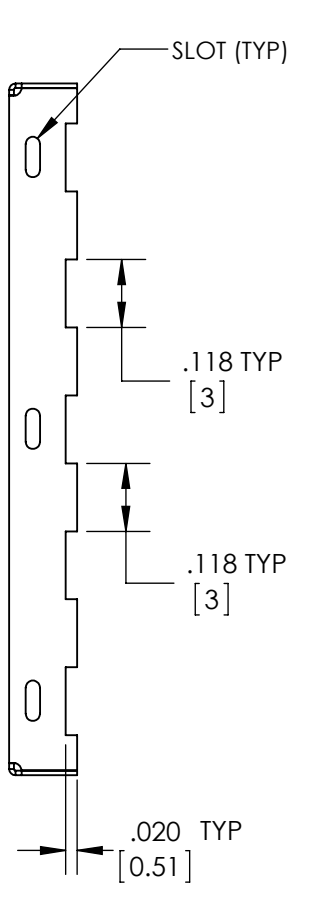 SLOT (TYP)
.118 TYP
[3]
.118 TYP
[3]
.020 TYP
[0.51]